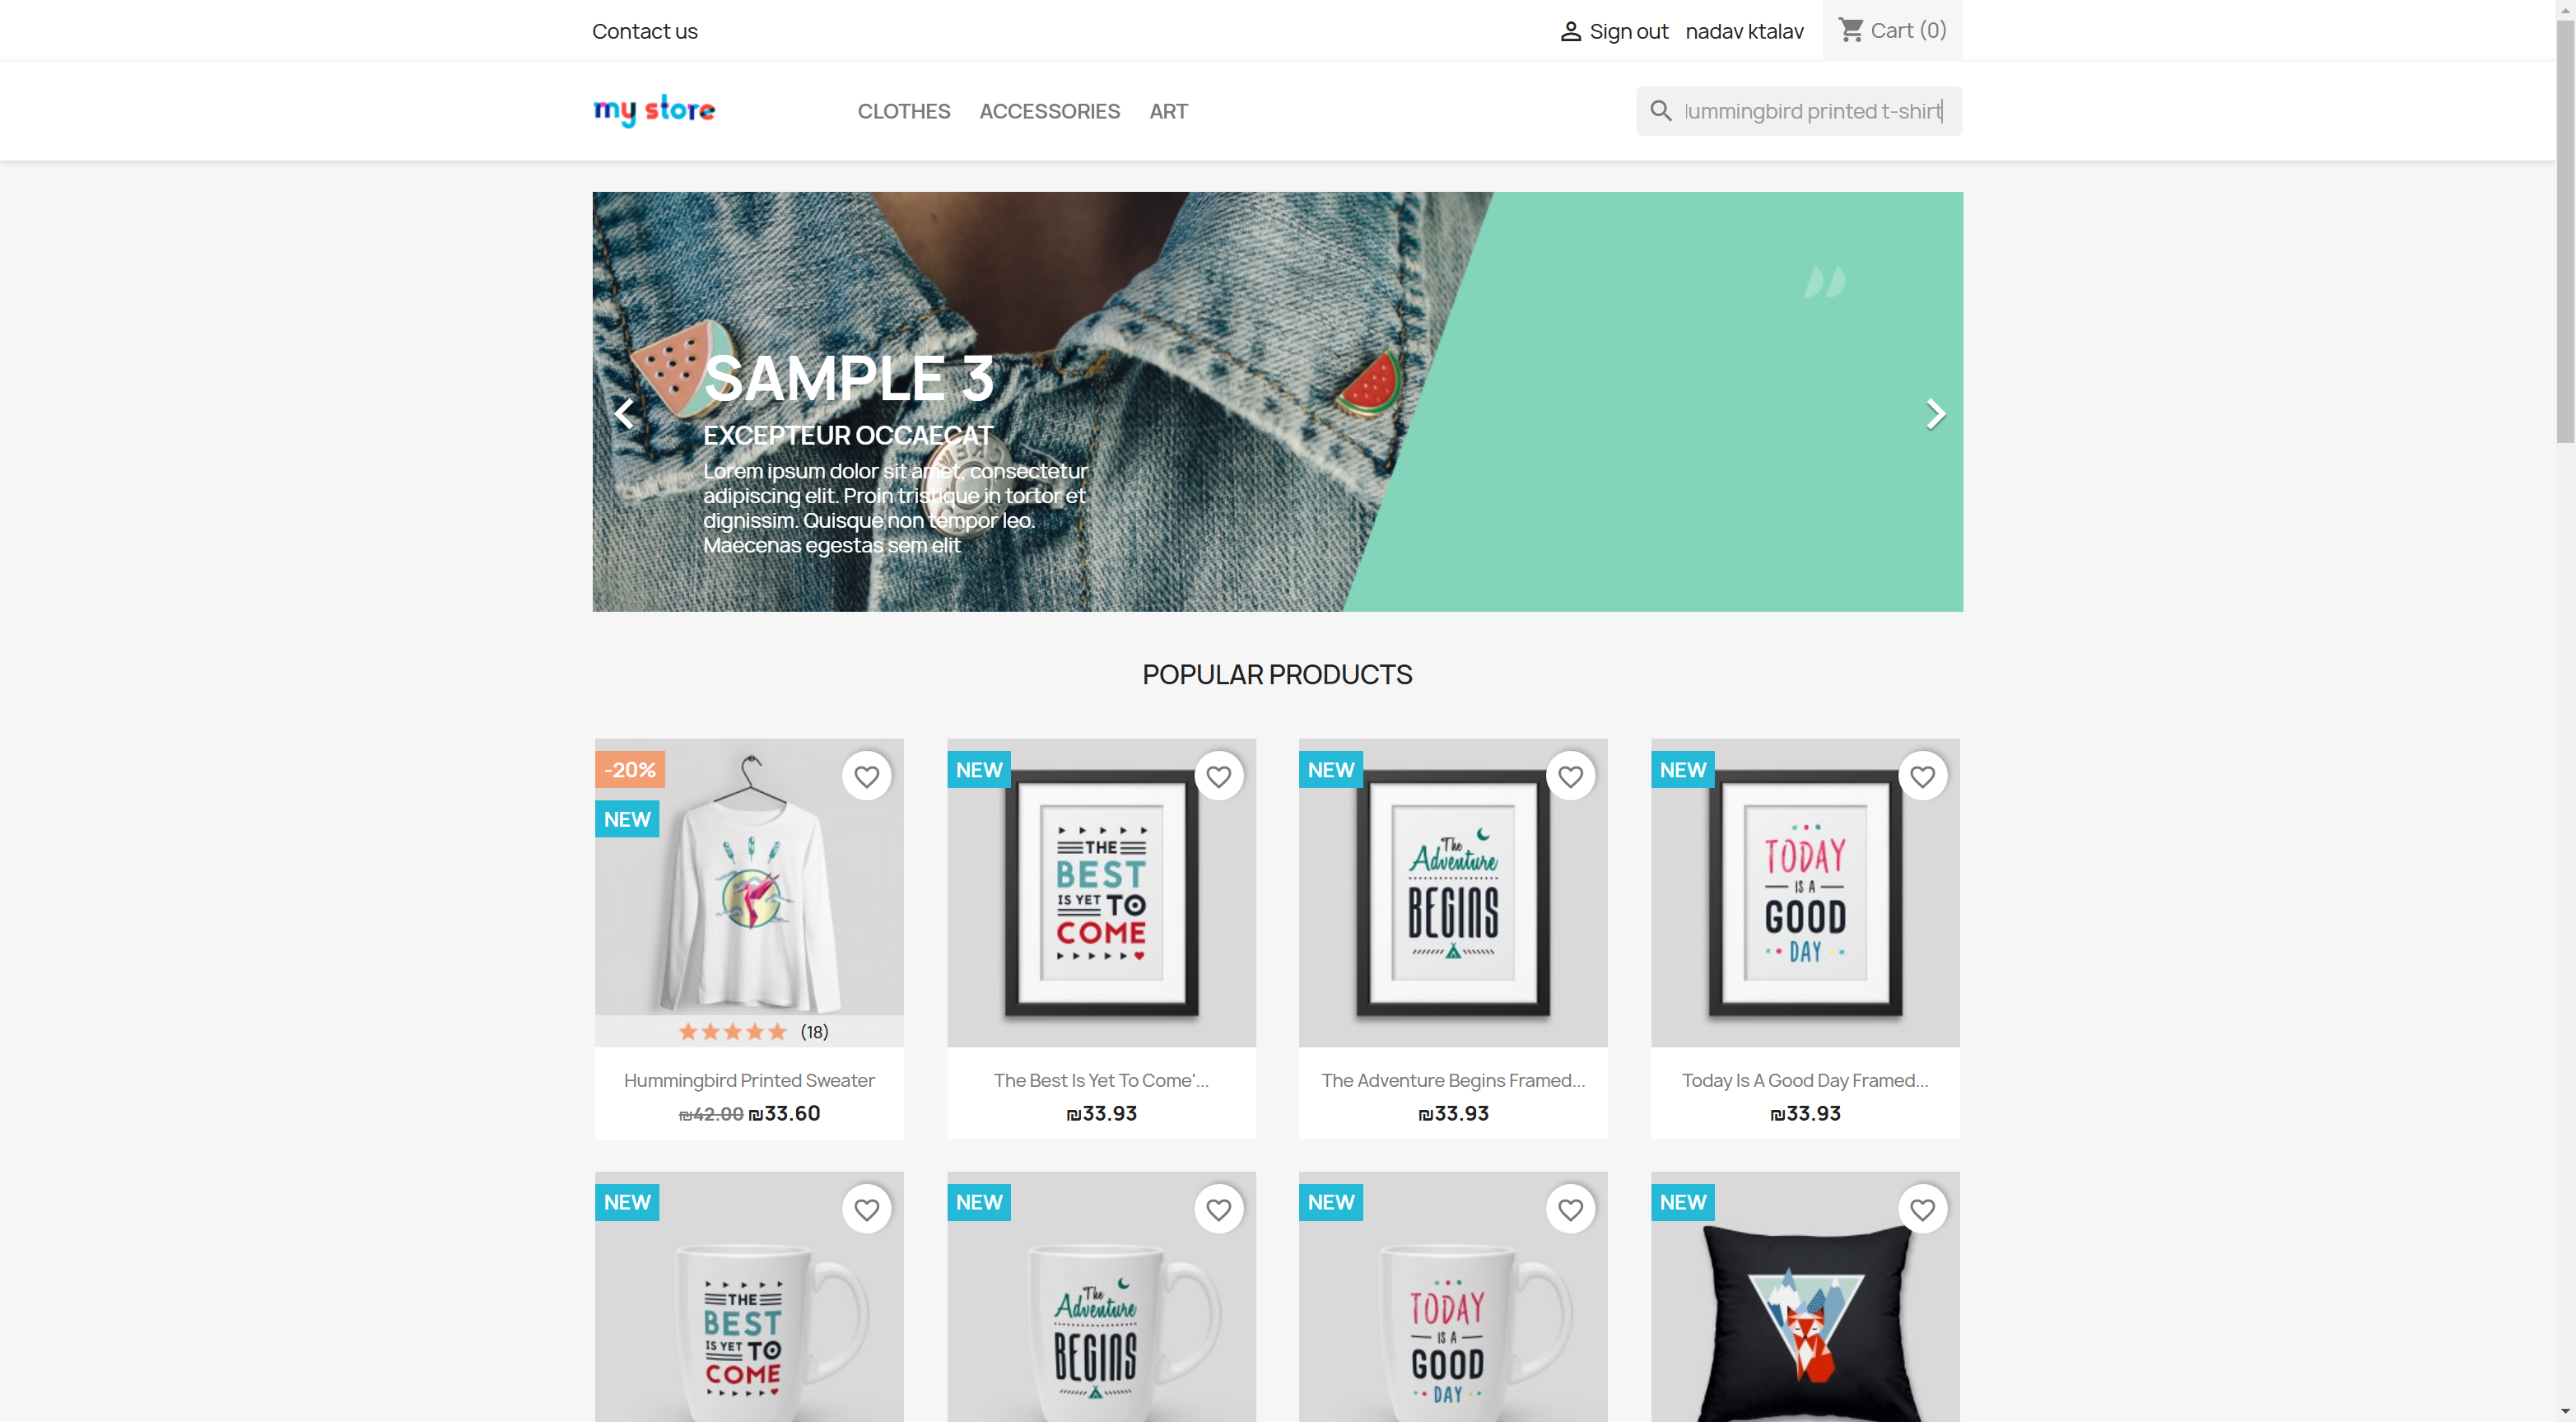 Contact us
Sign out nadav ktalav Cart (0)
my store
CLOTHES ACCESSORIES ART
ummingbird printed t-shirt
SAMPLE 3
EXCEPTEUR OCCAECAT
Lorem ipsum dolor sit amet, consectetur
adipiscing elit. Proin tristique in tortor et
dignissim. Quisque non tempor leo.
Maecenas egestas sem elit
POPULAR PRODUCTS
-20%
NEW
(18)
Hummingbird Printed Sweater
₪42.00 ₪33.60
NEW
THE
BEST
IS YET TO
COME
The Best Is Yet To Come'...
₪33.93
NEW
The
Adventure
BEGINS
The Adventure Begins Framed...
₪33.93
NEW
TODAY
IS A
GOOD
DAY
Today Is A Good Day Framed...
₪33.93
NEW
THE
BEST
IS YET TO
COME
NEW
The
Adventure
BEGINS
NEW
TODAY
IS A
GOOD
DAY
NEW